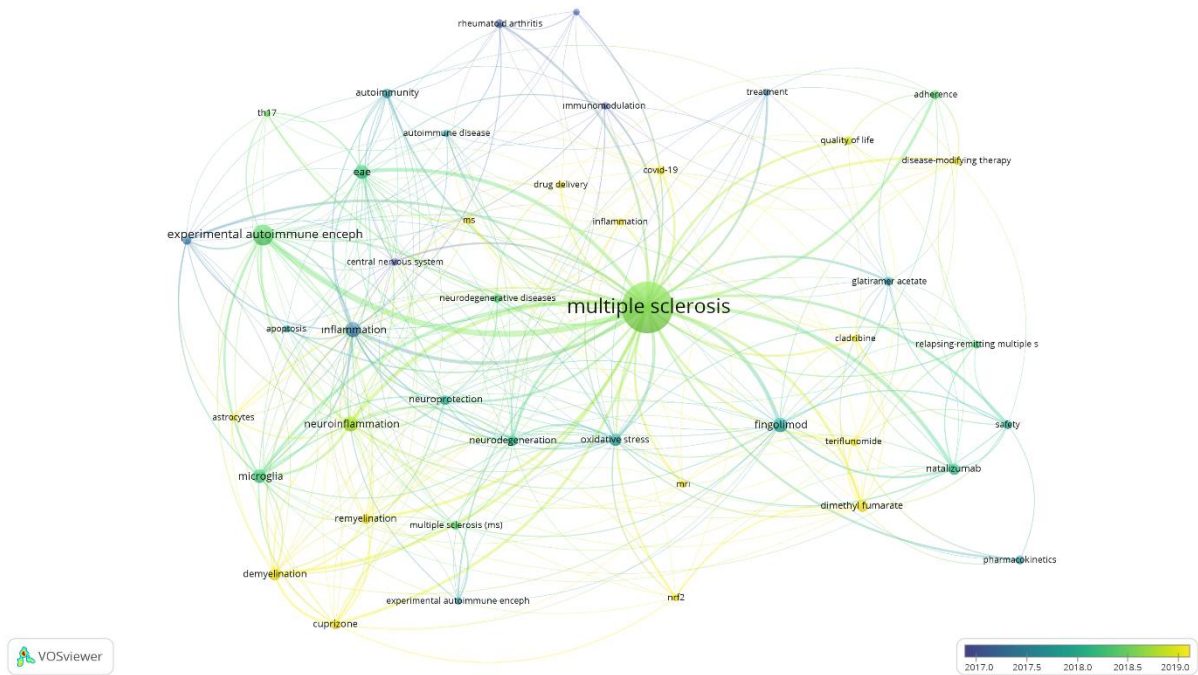 rheumatoid arthritis
autoimmunity
immunomodulation
treatment
adherence
th17
autoimmune disease
quality of life
disease-modifying therapy
eae
covid-19
drug delivery
ms
inflammation
experimental autoimmune enceph
central nervous system
glatiramer acetate
neurodegenerative diseases
multiple sclerosis
apoptosis
inflammation
cladribine
relapsing-remitting multiple s
neuroprotection
astrocytes
neuroinflammation
neurodegeneration
oxidative stress
fingolimod
safety
teriflunomide
natalizumab
microglia
mri
dimethyl fumarate
remyelination
multiple sclerosis (ms)
pharmacokinetics
demyelination
experimental autoimmune enceph
nrf2
cuprizone
VOSviewer
2017.0 2017.5 2018.0 2018.5 2019.0